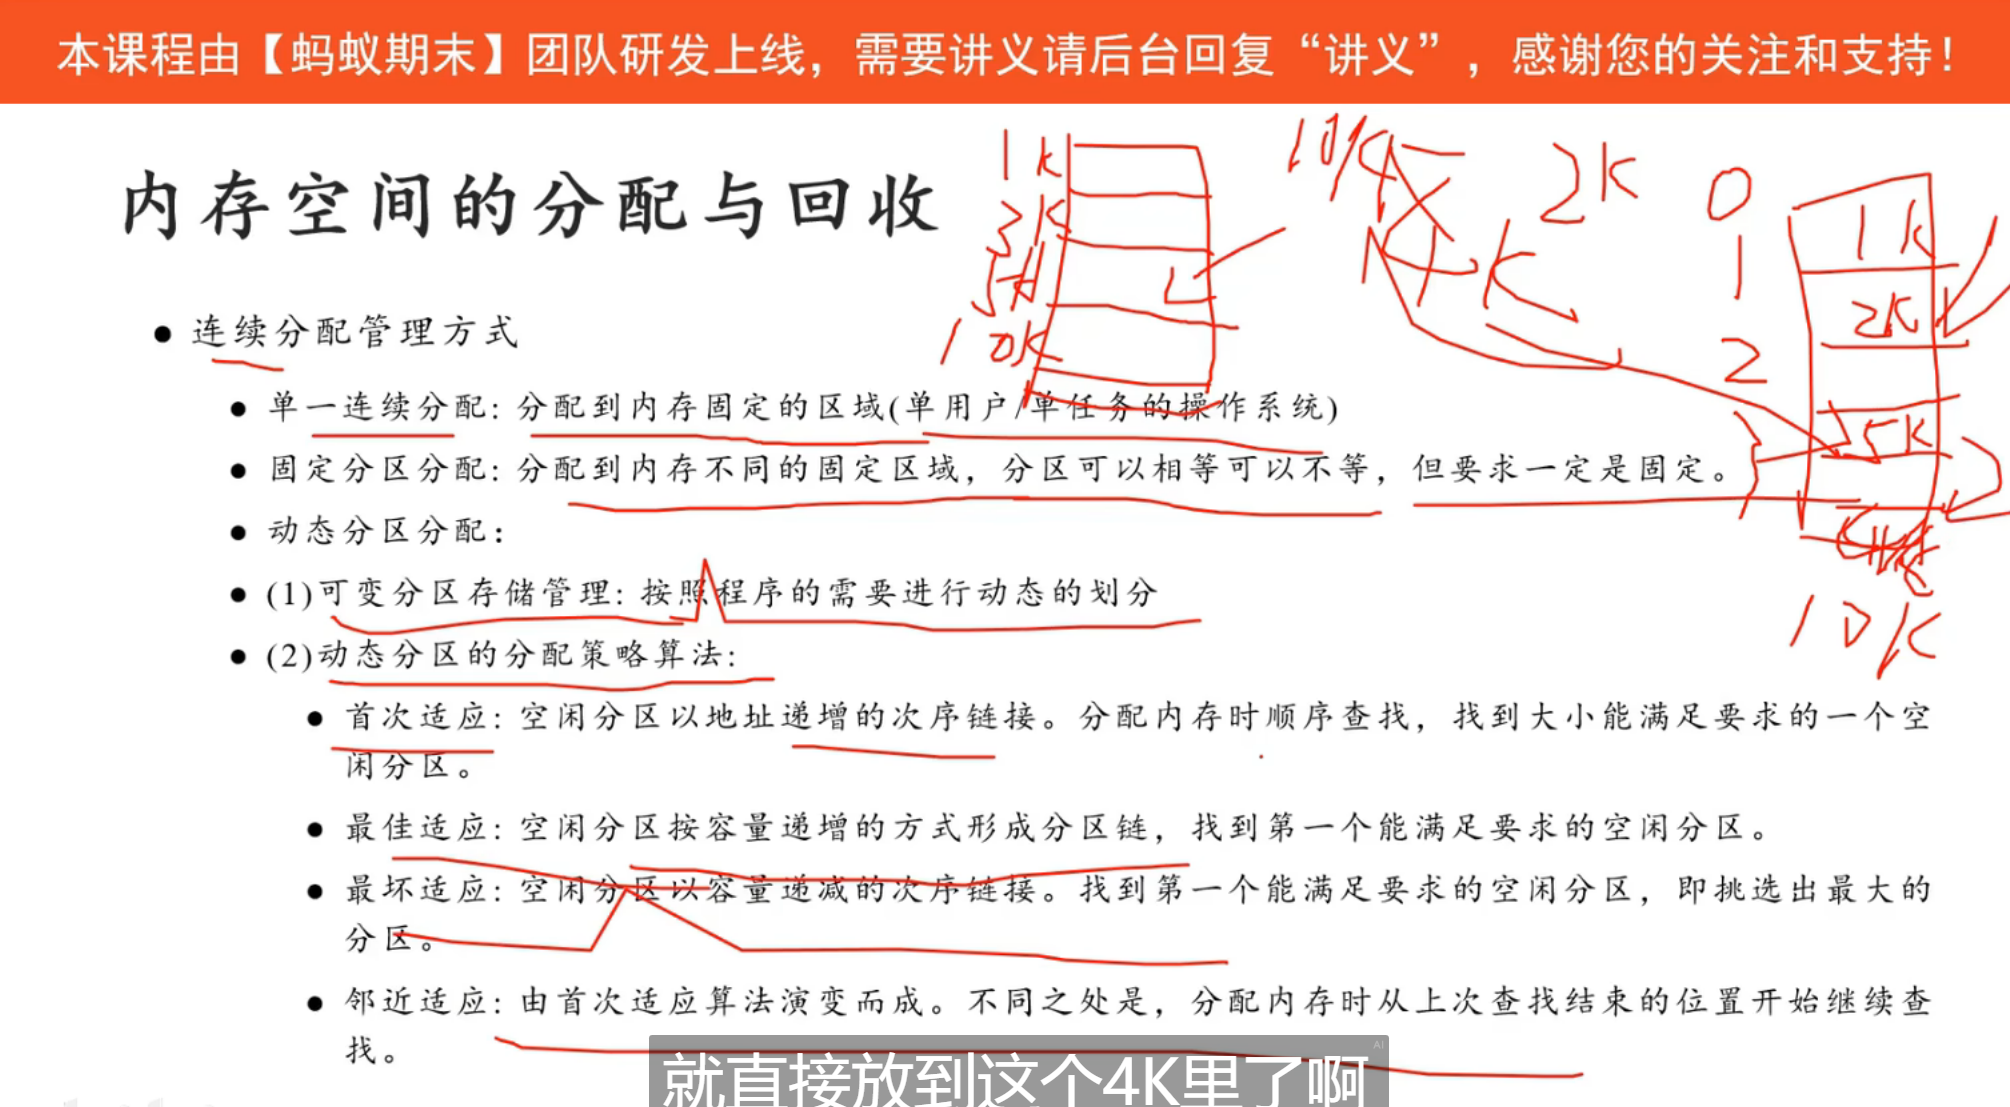 本课程由【蚂蚁期末】团队研发上线，需要讲义请后台回复“讲义”，感谢您的关注和支持！
内存空间的分配与回收
1K
3K
5K
10K
10K
2K
4K
0
1
2
1K
2K
5K
10K
● 连续分配管理方式
● 单一连续分配：分配到内存固定的区域(单用户/单任务的操作系统)
● 固定分区分配：分配到内存不同的固定区域，分区可以相等可以不等，但要求一定是固定。
● 动态分区分配：
● (1)可变分区存储管理：按照程序的需要进行动态的划分
● (2)动态分区的分配策略算法：
● 首次适应：空闲分区以地址递增的次序链接。分配内存时顺序查找，找到大小能满足要求的一个空
闲分区。
● 最佳适应：空闲分区按容量递增的方式形成分区链，找到第一个能满足要求的空闲分区。
● 最坏适应：空闲分区以容量递减的次序链接。找到第一个能满足要求的空闲分区，即挑选出最大的
分区。
● 邻近适应：由首次适应算法演变而成。不同之处是，分配内存时从上次查找结束的位置开始继续查
找。
AI
就直接放到这个4K里了啊